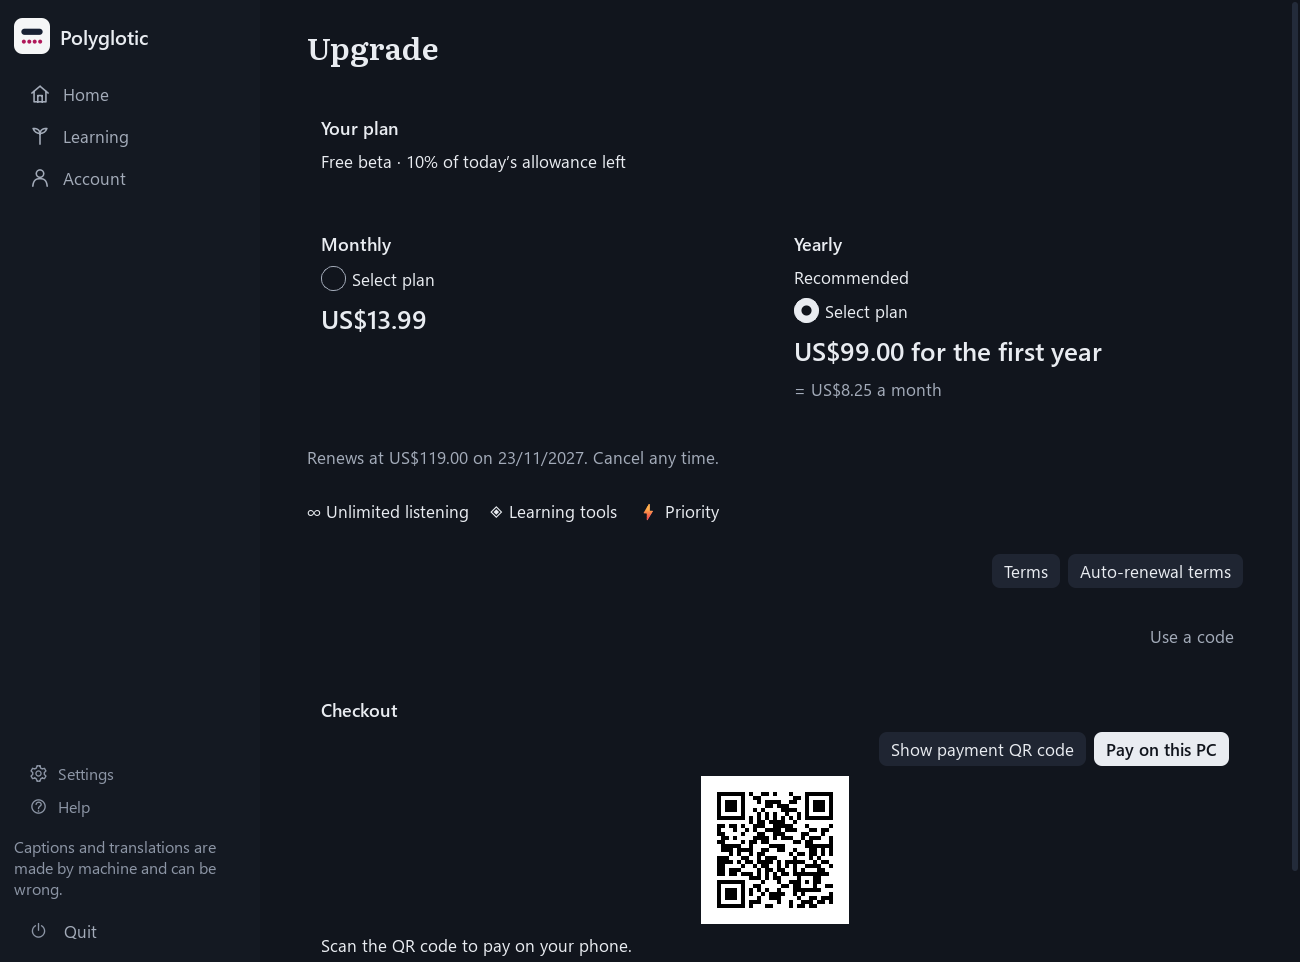 Polyglotic
Home
Learning
Account
Settings
Help
Captions and translations are
made by machine and can be
wrong.
Quit
Upgrade
Your plan
Free beta · 10% of today’s allowance left
Monthly
Select plan
US$13.99
Yearly
Recommended
Select plan
US$99.00 for the first year
= US$8.25 a month
Renews at US$119.00 on 23/11/2027. Cancel any time.
∞ Unlimited listening
Learning tools
Priority
Terms
Auto-renewal terms
Use a code
Checkout
Show payment QR code
Pay on this PC
Scan the QR code to pay on your phone.